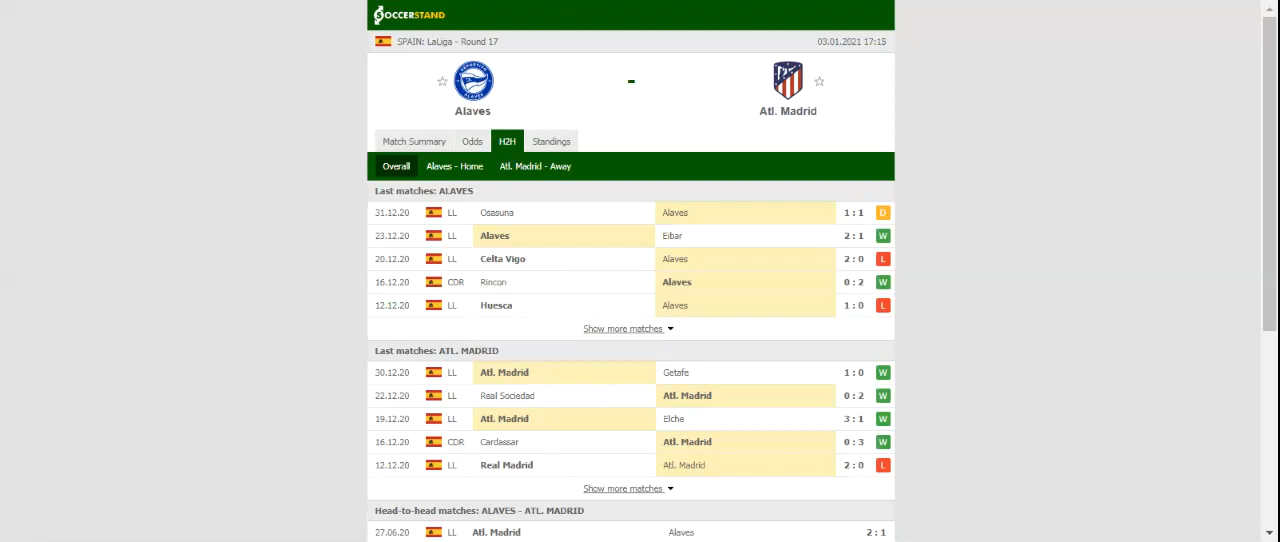 SOCCERSTAND
SPAIN: LaLiga - Round 17 03.01.2021 17:15
-
Alaves Atl. Madrid
Match Summary Odds H2H Standings
Overall Alaves - Home Atl. Madrid - Away
Last matches: ALAVES
31.12.20 LL Osasuna Alaves 1 : 1 D
23.12.20 LL Alaves Eibar 2 : 1 W
20.12.20 LL Celta Vigo Alaves 2 : 0 L
16.12.20 CDR Rincon Alaves 0 : 2 W
12.12.20 LL Huesca Alaves 1 : 0 L
Show more matches
Last matches: ATL. MADRID
30.12.20 LL Atl. Madrid Getafe 1 : 0 W
22.12.20 LL Real Sociedad Atl. Madrid 0 : 2 W
19.12.20 LL Atl. Madrid Elche 3 : 1 W
16.12.20 CDR Cardassar Atl. Madrid 0 : 3 W
12.12.20 LL Real Madrid Atl. Madrid 2 : 0 L
Show more matches
Head-to-head matches: ALAVES - ATL. MADRID
27.06.20 LL Atl. Madrid Alaves 2 : 1